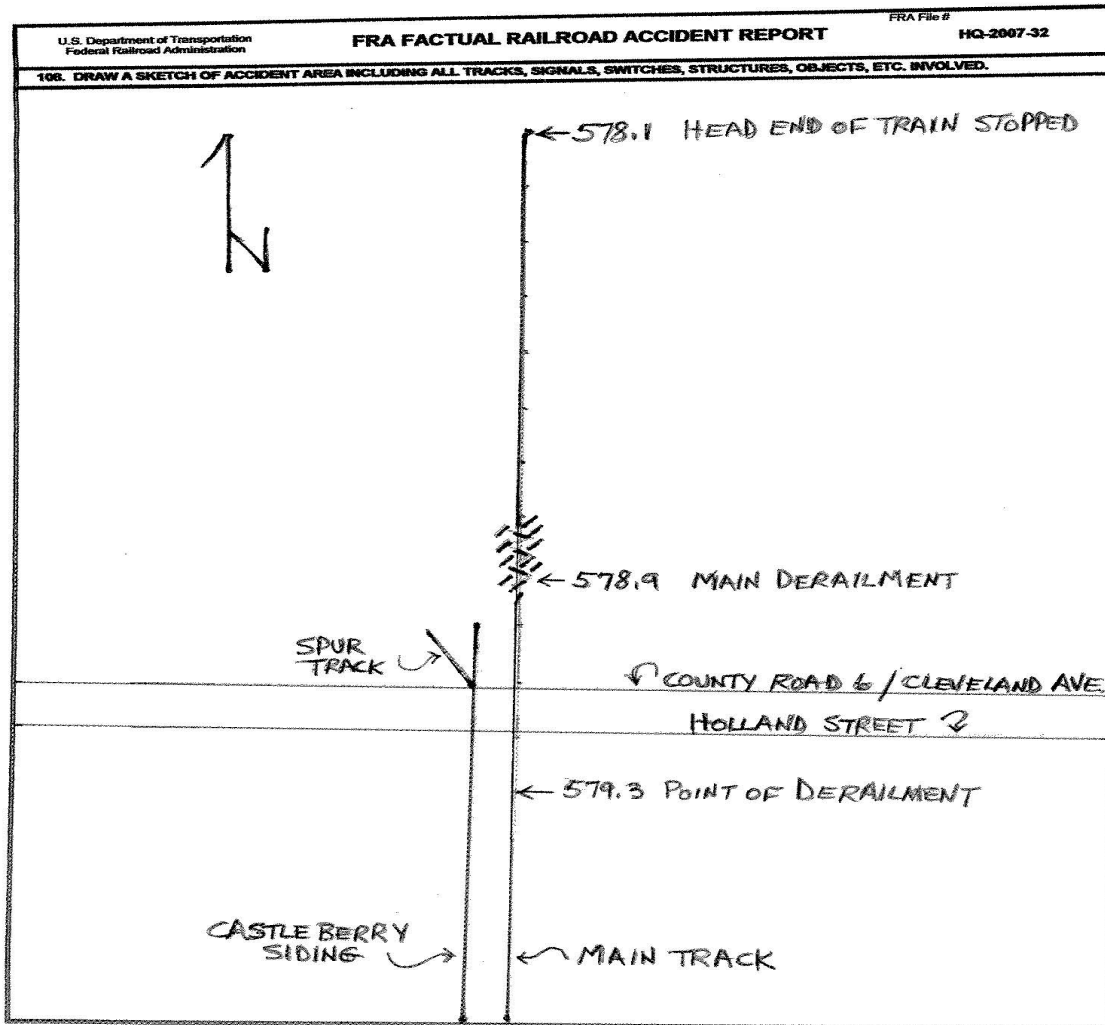 U.S. Department of Transportation
Federal Railroad Administration
FRA FACTUAL RAILROAD ACCIDENT REPORT
FRA File #
HQ-2007-32
108. DRAW A SKETCH OF ACCIDENT AREA INCLUDING ALL TRACKS, SIGNALS, SWITCHES, STRUCTURES, OBJECTS, ETC. INVOLVED.
578.1 HEAD END OF TRAIN STOPPED
N
578.9 MAIN DERAILMENT
SPUR
TRACK
COUNTY ROAD 6 / CLEVELAND AVE.
HOLLAND STREET
579.3 POINT OF DERAILMENT
CASTLEBERRY
SIDING
MAIN TRACK